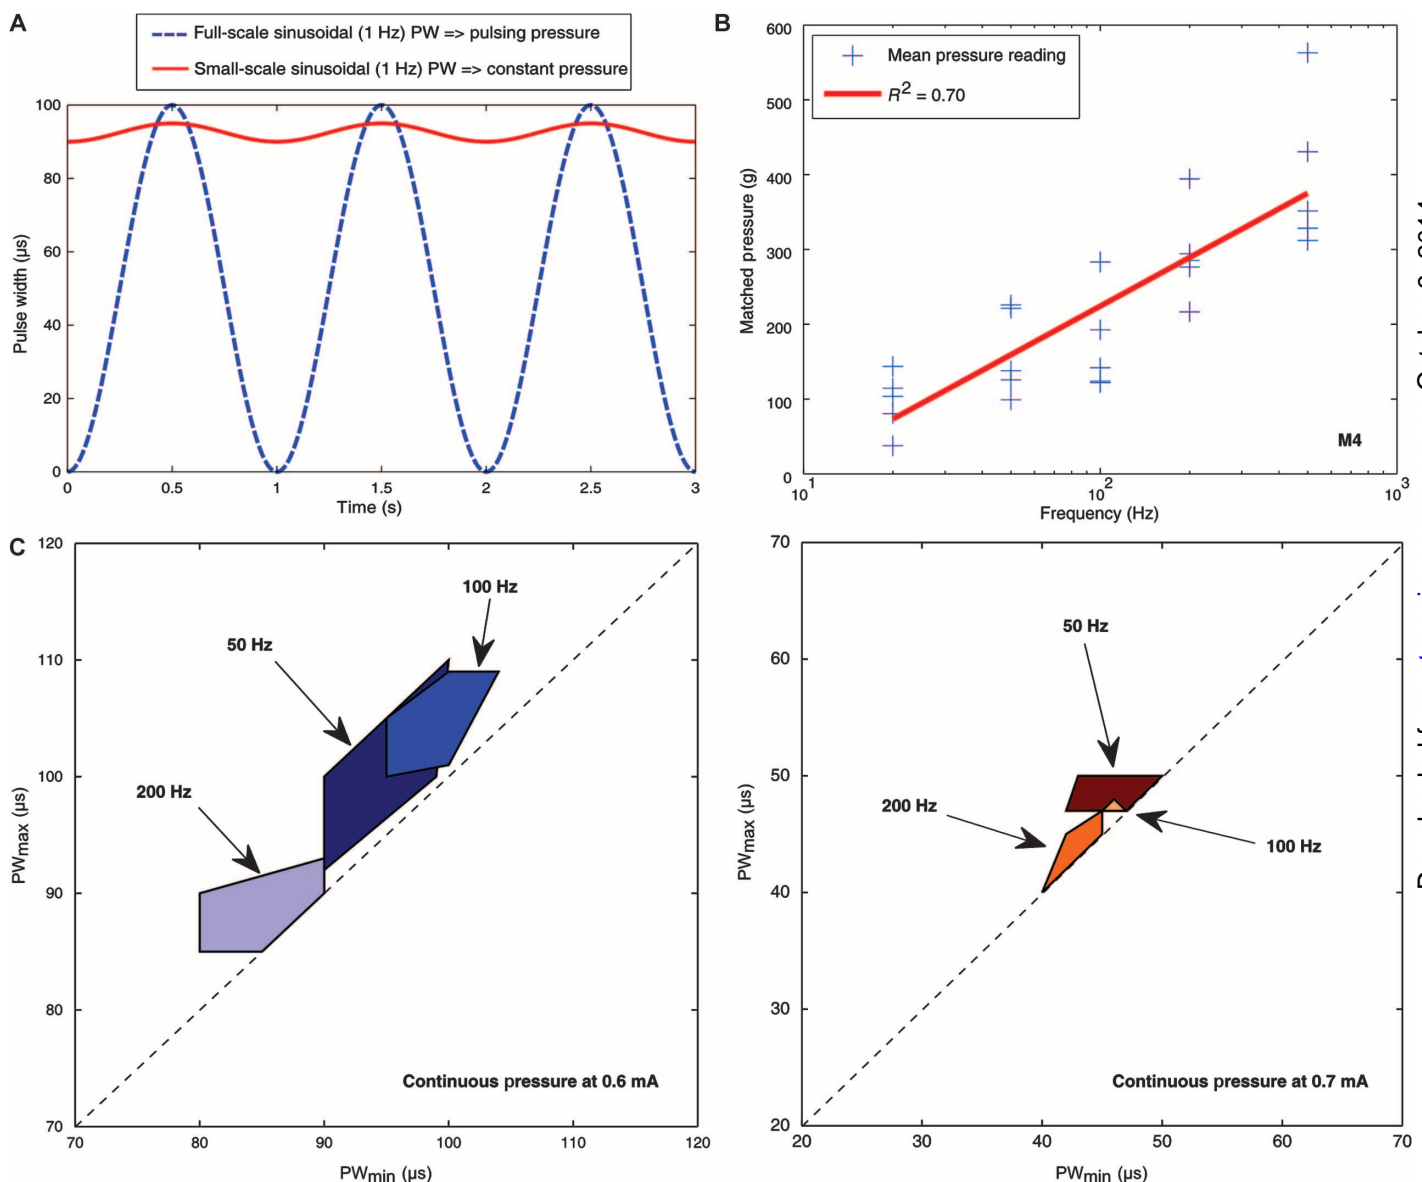 A
Full-scale sinusoidal (1 Hz) PW => pulsing pressure
Small-scale sinusoidal (1 Hz) PW => constant pressure
100
80
60
40
20
0
Pulse width (µs)
0 0.5 1 1.5 2 2.5 3
Time (s)
B
Mean pressure reading
R² = 0.70
600
500
400
300
200
100
0
Matched pressure (g)
M4
10¹ 10² 10³
Frequency (Hz)
C
120
110
100
90
80
70
PWmax (µs)
100 Hz
50 Hz
200 Hz
Continuous pressure at 0.6 mA
70 80 90 100 110 120
PWmin (µs)
70
60
50
40
30
20
PWmax (µs)
50 Hz
200 Hz
100 Hz
Continuous pressure at 0.7 mA
20 30 40 50 60 70
PWmin (µs)